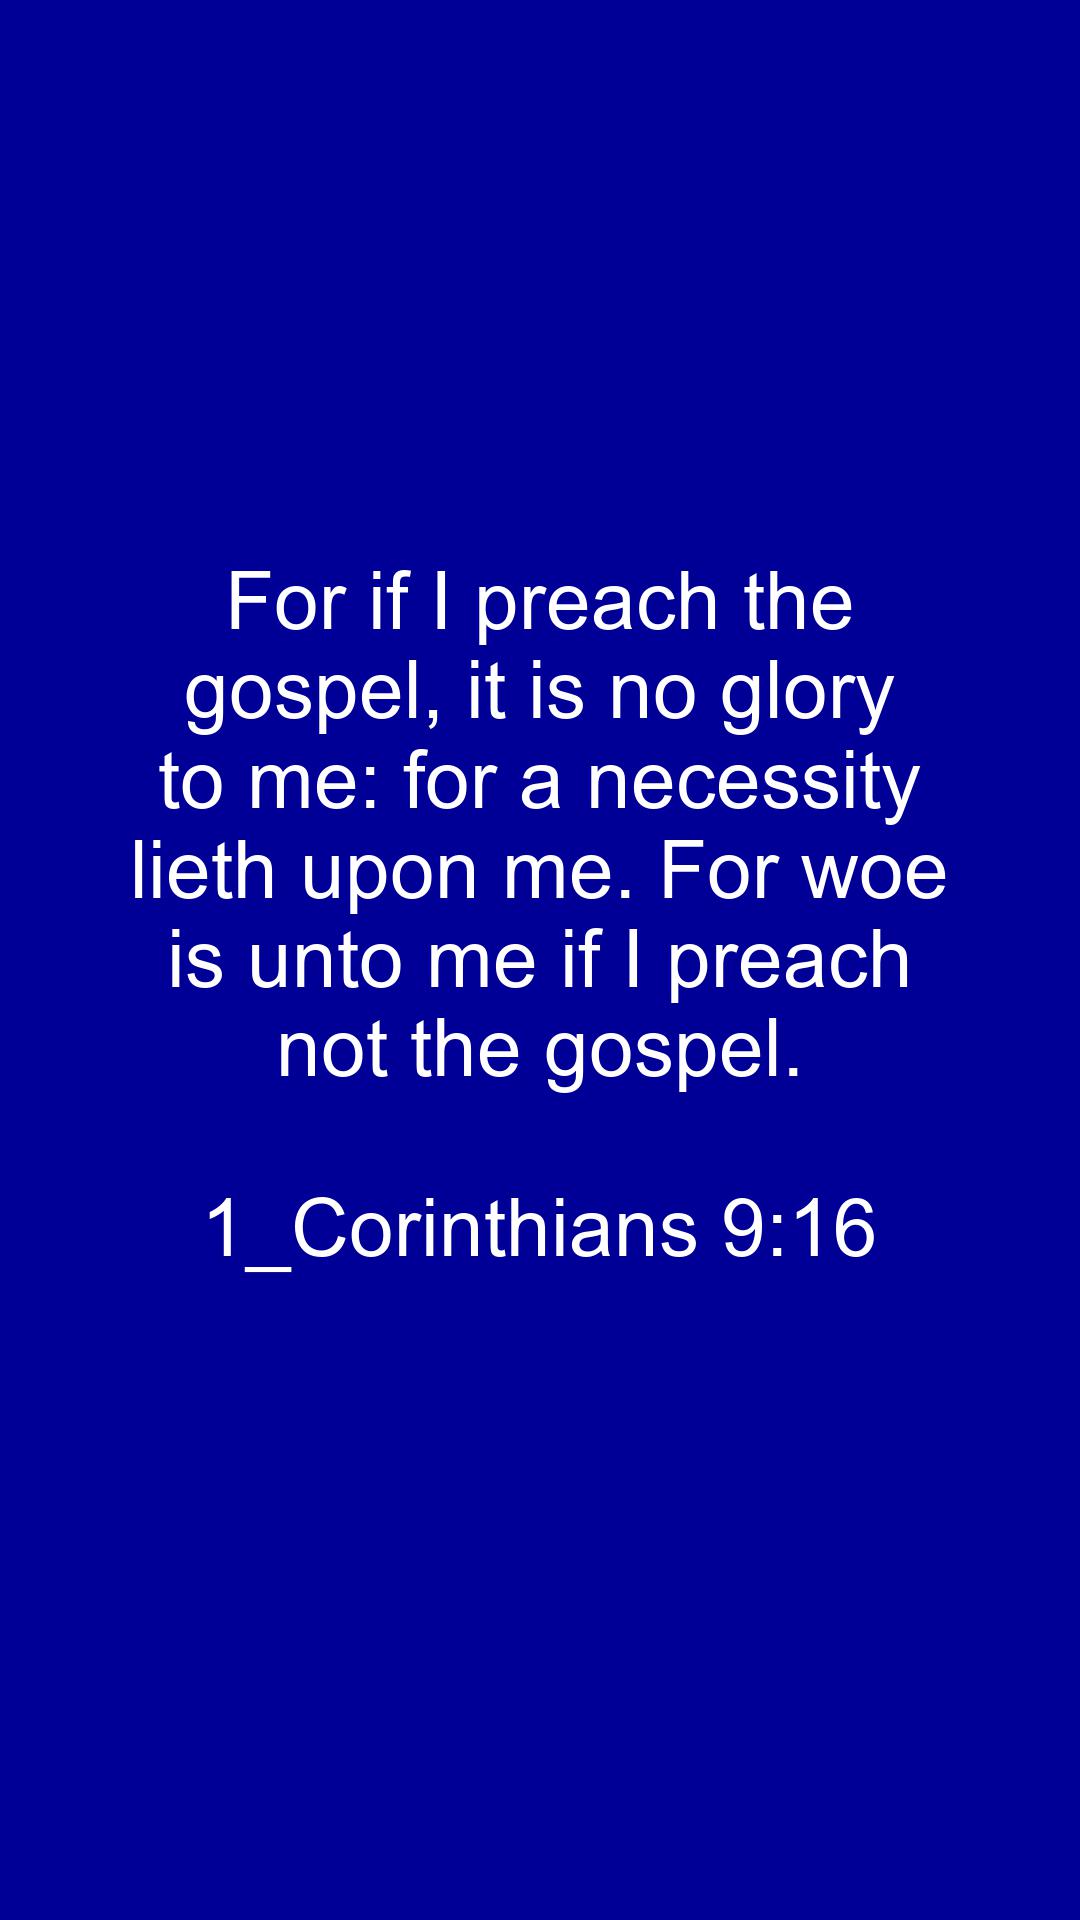 For if I preach the
gospel, it is no glory
to me: for a necessity
lieth upon me. For woe
is unto me if I preach
not the gospel.
1_Corinthians 9:16